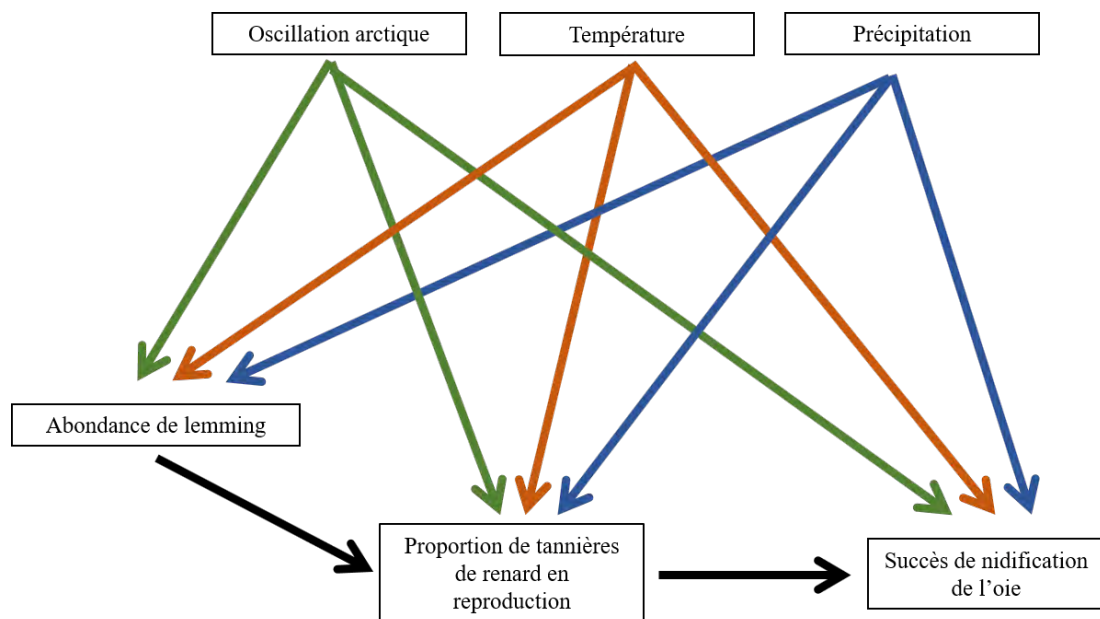 Oscillation arctique
Température
Précipitation
Abondance de lemming
Proportion de tannières
de renard en
reproduction
Succès de nidification
de l'oie